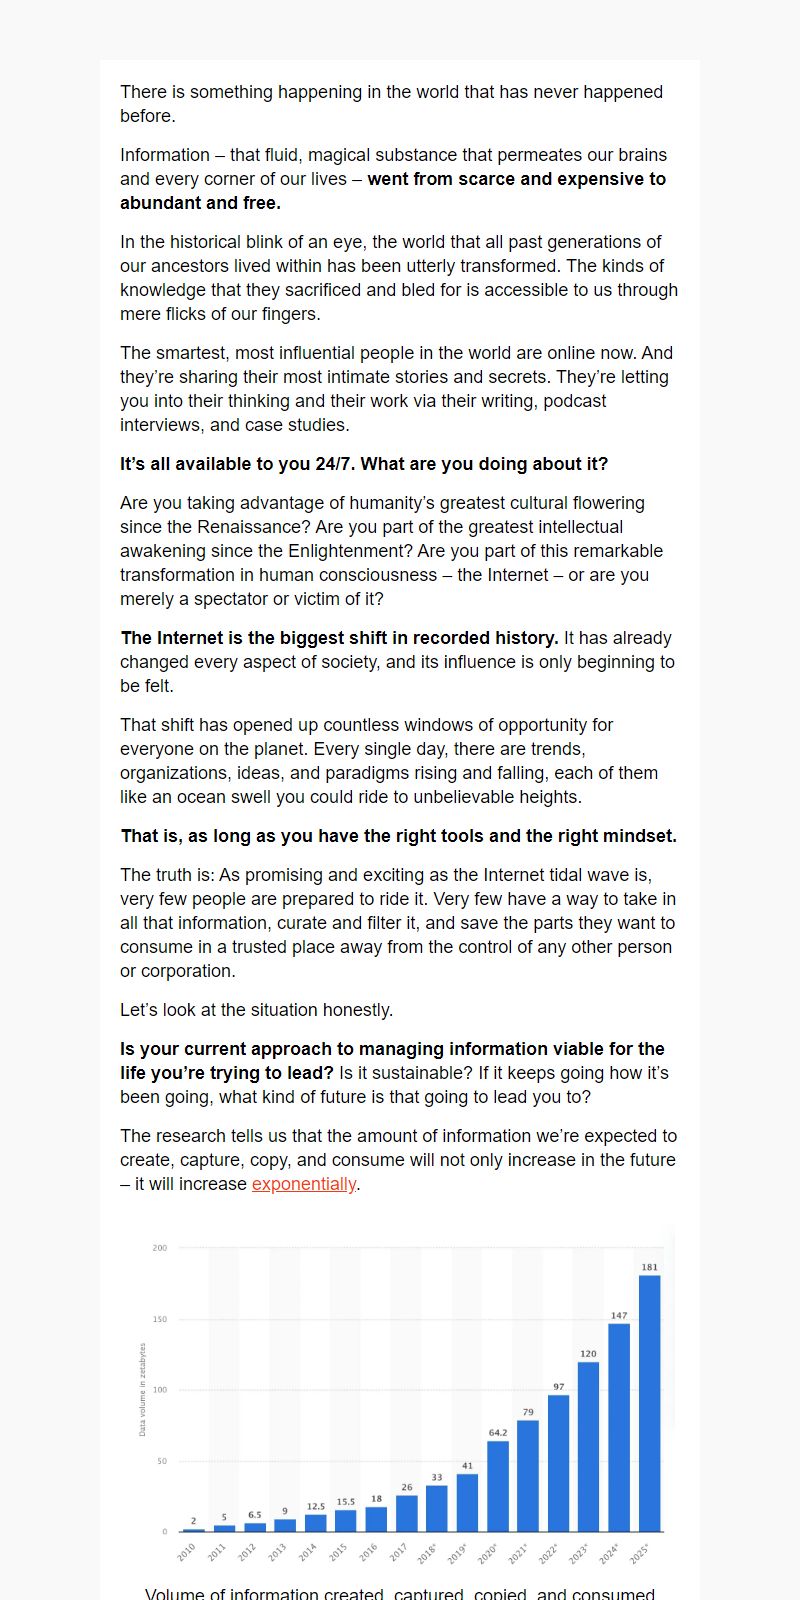 There is something happening in the world that has never happened
before.
Information – that fluid, magical substance that permeates our brains
and every corner of our lives – went from scarce and expensive to
abundant and free.
In the historical blink of an eye, the world that all past generations of
our ancestors lived within has been utterly transformed. The kinds of
knowledge that they sacrificed and bled for is accessible to us through
mere flicks of our fingers.
The smartest, most influential people in the world are online now. And
they’re sharing their most intimate stories and secrets. They’re letting
you into their thinking and their work via their writing, podcast
interviews, and case studies.
It’s all available to you 24/7. What are you doing about it?
Are you taking advantage of humanity’s greatest cultural flowering
since the Renaissance? Are you part of the greatest intellectual
awakening since the Enlightenment? Are you part of this remarkable
transformation in human consciousness – the Internet – or are you
merely a spectator or victim of it?
The Internet is the biggest shift in recorded history. It has already
changed every aspect of society, and its influence is only beginning to
be felt.
That shift has opened up countless windows of opportunity for
everyone on the planet. Every single day, there are trends,
organizations, ideas, and paradigms rising and falling, each of them
like an ocean swell you could ride to unbelievable heights.
That is, as long as you have the right tools and the right mindset.
The truth is: As promising and exciting as the Internet tidal wave is,
very few people are prepared to ride it. Very few have a way to take in
all that information, curate and filter it, and save the parts they want to
consume in a trusted place away from the control of any other person
or corporation.
Let’s look at the situation honestly.
Is your current approach to managing information viable for the
life you’re trying to lead? Is it sustainable? If it keeps going how it’s
been going, what kind of future is that going to lead you to?
The research tells us that the amount of information we’re expected to
create, capture, copy, and consume will not only increase in the future
– it will increase exponentially.
Data volume in zetabytes
200
150
100
50
0
2
5
6.5
9
12.5
15.5
18
26
33
41
64.2
79
97
120
147
181
2010
2011
2012
2013
2014
2015
2016
2017
2018*
2019*
2020*
2021*
2022*
2023*
2024*
2025*
Volume of information created, captured, copied, and consumed